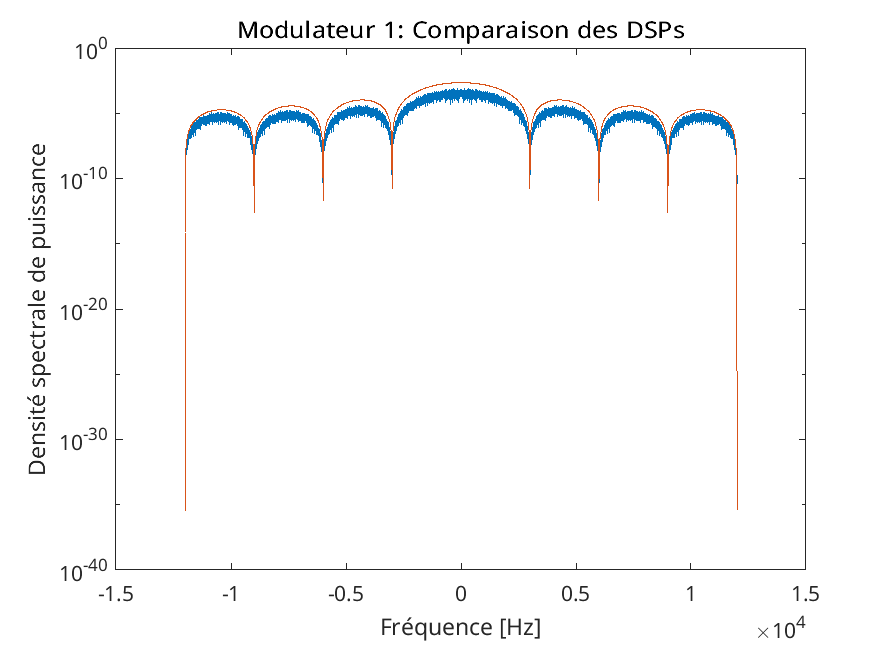 Modulateur 1: Comparaison des DSPs
Densité spectrale de puissance
10^0
10^-10
10^-20
10^-30
10^-40
-1.5 -1 -0.5 0 0.5 1 1.5
Fréquence [Hz]
×10^4